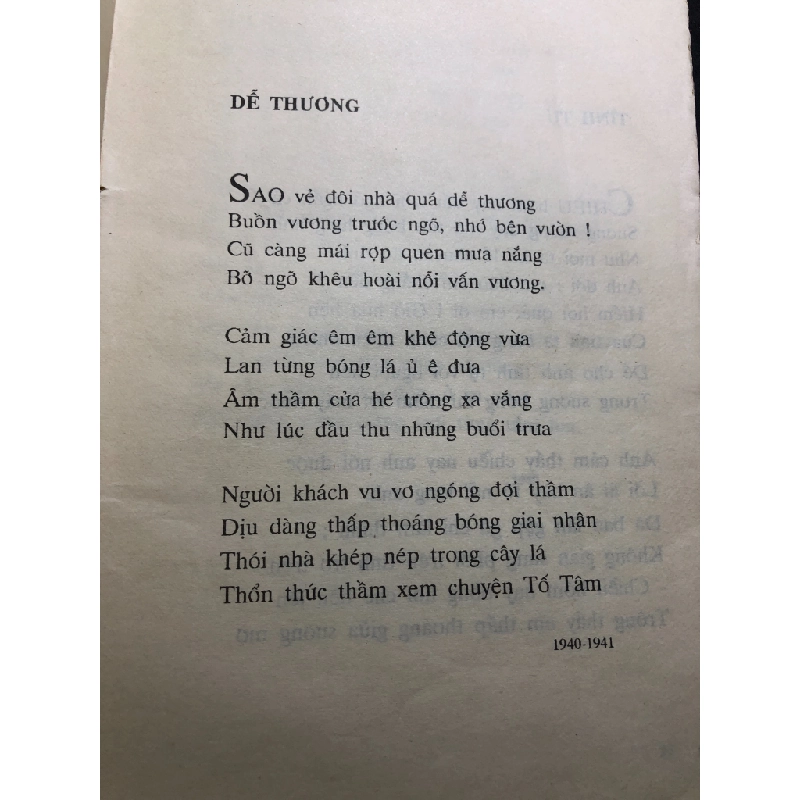 DỄ THƯƠNG
SAO vẻ đôi nhà quá dể thương
Buồn vương trước ngõ, nhớ bên vườn !
Cũ càng mái rợp quen mưa nắng
Bỡ ngỡ khêu hoài nỗi vấn vương.
Cảm giác êm êm khẽ động vừa
Lan từng bóng lá ủ ê đưa
Âm thầm cửa hé trông xa vắng
Như lúc đầu thu những buổi trưa
Người khách vu vơ ngóng đợi thầm
Dịu dàng thấp thoáng bóng giai nhân
Thói nhà khép nép trong cây lá
Thổn thức thầm xem chuyện Tố Tâm
1940-1941